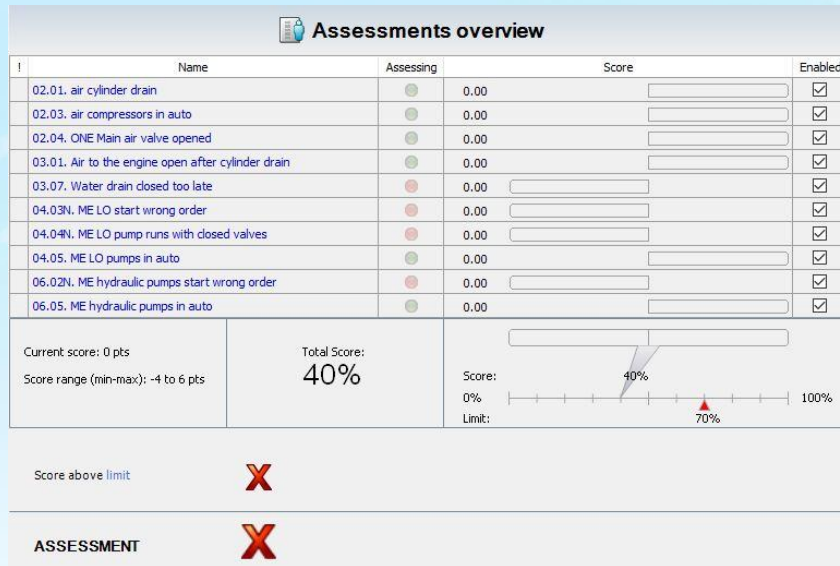 Assessments overview
! Name Assessing Score Enabled
02.01. air cylinder drain 0.00
02.03. air compressors in auto 0.00
02.04. ONE Main air valve opened 0.00
03.01. Air to the engine open after cylinder drain 0.00
03.07. Water drain closed too late 0.00
04.03N. ME LO start wrong order 0.00
04.04N. ME LO pump runs with closed valves 0.00
04.05. ME LO pumps in auto 0.00
06.02N. ME hydraulic pumps start wrong order 0.00
06.05. ME hydraulic pumps in auto 0.00
Current score: 0 pts
Score range (min-max): -4 to 6 pts
Total Score:
40%
Score: 40%
0% 100%
Limit: 70%
Score above limit
ASSESSMENT